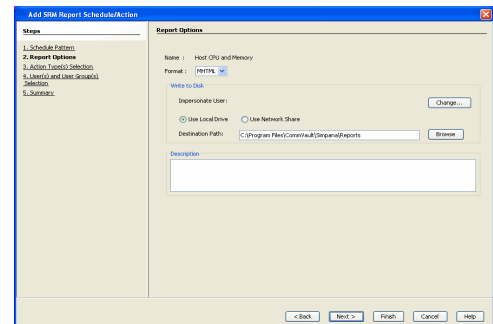 Add SRM Report Schedule/Action
Steps
1. Schedule Pattern
2. Report Options
3. Action Type(s) Selection
4. User(s) and User Group(s)
Selection
5. Summary
Report Options
Name : Host CPU and Memory
Format : MHTML
Write to Disk
Impersonate User:
Change...
Use Local Drive Use Network Share
Destination Path: C:\Program Files\CommVault\Simpana\Reports Browse
Description
< Back Next > Finish Cancel Help